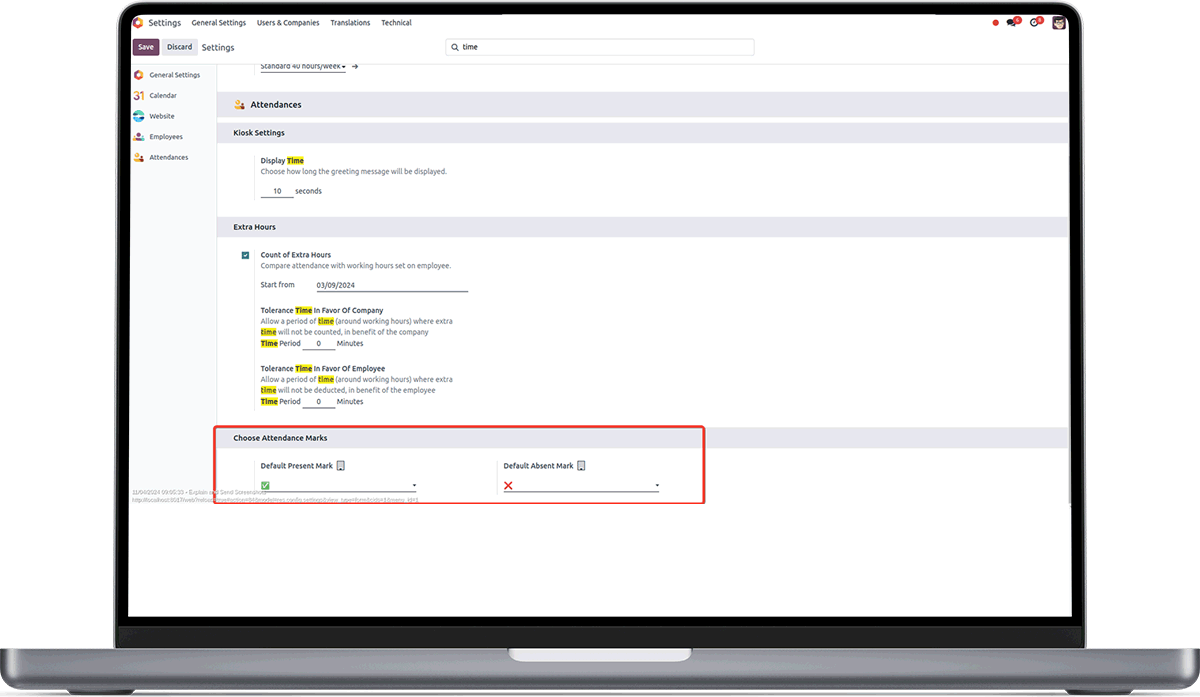 Settings General Settings Users & Companies Translations Technical
Save Discard Settings time
General Settings
Calendar
Website
Employees
Attendances
Standard 40 hours/week
Attendances
Kiosk Settings
Display Time
Choose how long the greeting message will be displayed.
10 seconds
Extra Hours
Count of Extra Hours
Compare attendance with working hours set on employee.
Start from 03/09/2024
Tolerance Time In Favor Of Company
Allow a period of time (around working hours) where extra
time will not be counted, in benefit of the company
Time Period 0 Minutes
Tolerance Time In Favor Of Employee
Allow a period of time (around working hours) where extra
time will not be deducted, in benefit of the employee
Time Period 0 Minutes
Choose Attendance Marks
Default Present Mark Default Absent Mark
Explain and Send Screenshots